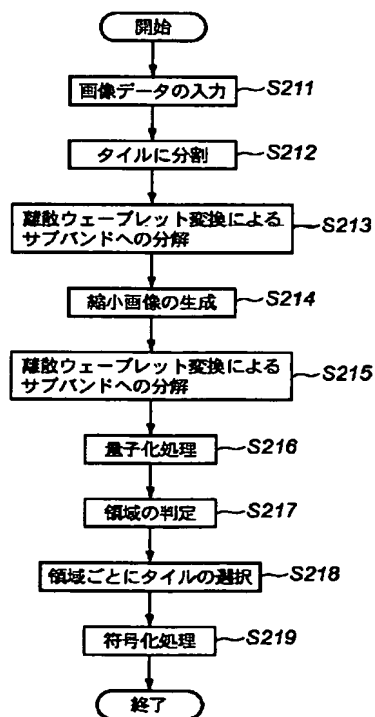 開始
画像データの入力 S211
タイルに分割 S212
離散ウェーブレット変換による
サブバンドへの分解 S213
縮小画像の生成 S214
離散ウェーブレット変換による
サブバンドへの分解 S215
量子化処理 S216
領域の判定 S217
領域ごとにタイルの選択 S218
符号化処理 S219
終了